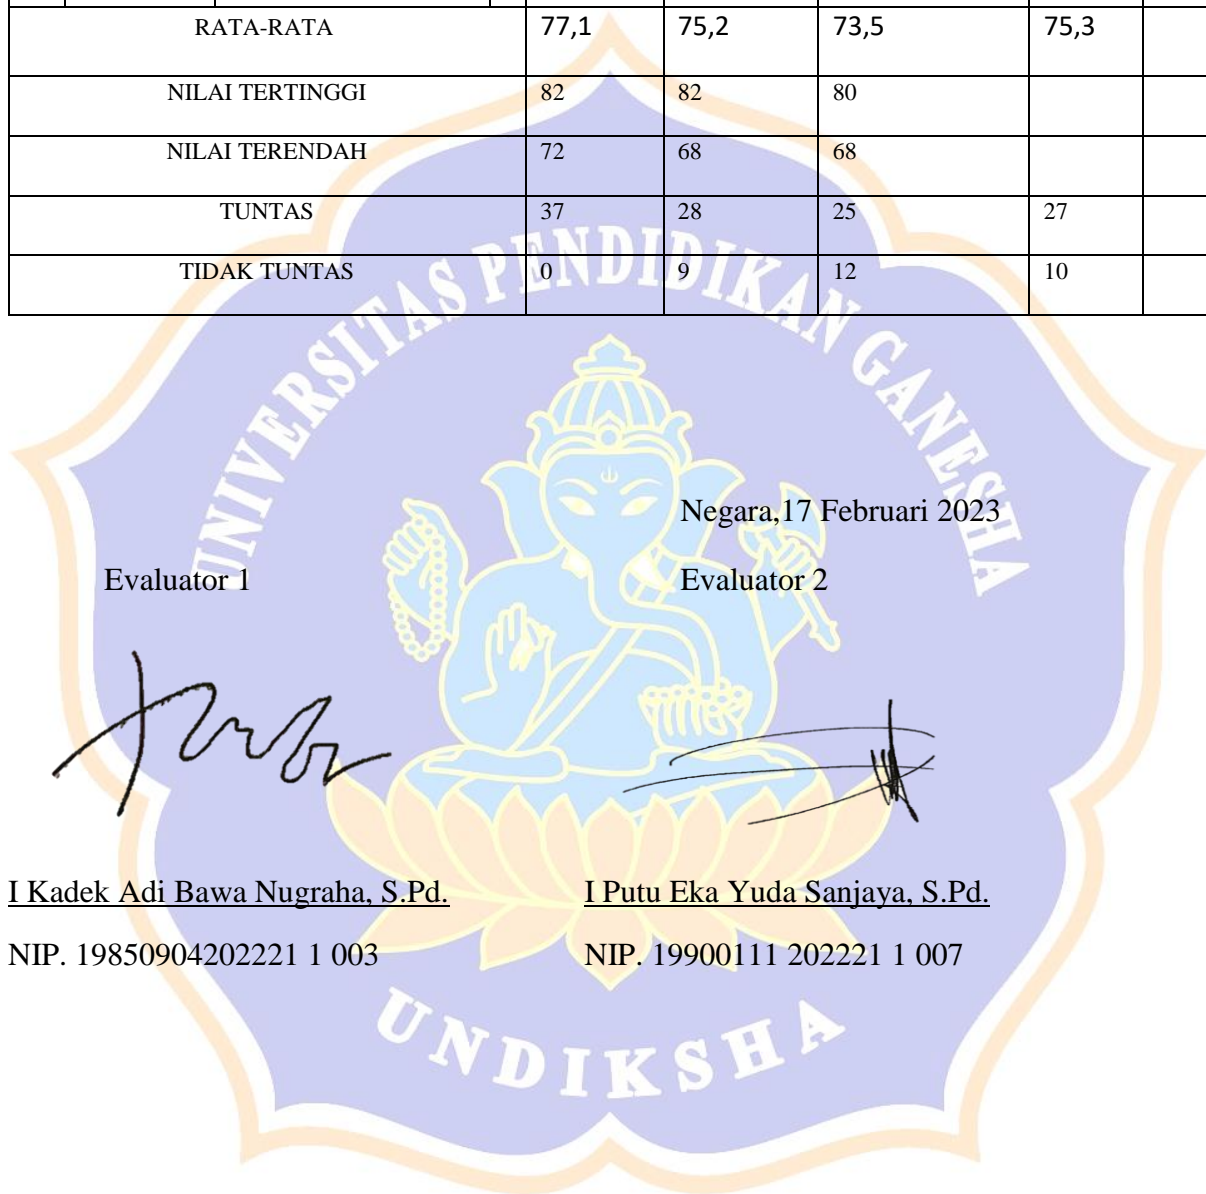 RATA-RATA 77,1 75,2 73,5 75,3
NILAI TERTINGGI 82 82 80
NILAI TERENDAH 72 68 68
TUNTAS 37 28 25 27
TIDAK TUNTAS 0 9 12 10
UNIVERSITAS PENDIDIKAN GANESHA
Negara,17 Februari 2023
Evaluator 1 Evaluator 2
I Kadek Adi Bawa Nugraha, S.Pd. I Putu Eka Yuda Sanjaya, S.Pd.
NIP. 19850904202221 1 003 NIP. 19900111 202221 1 007
UNDIKSHA